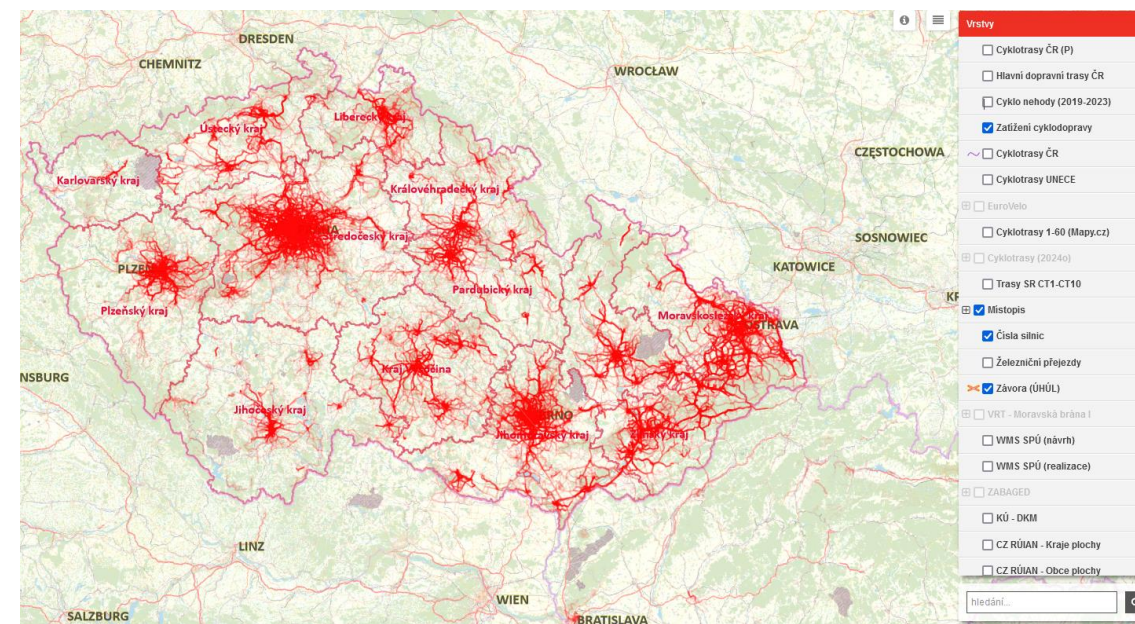 DRESDEN
CHEMNITZ
WROCŁAW
Ústecký kraj
Liberecký kraj
CZĘSTOCHOWA
Karlovarský kraj
Královéhradecký kraj
Středočeský kraj
SOSNOWIEC
KATOWICE
Pardubický kraj
Plzeňský kraj
Moravskoslezský kraj
OSTRAVA
NSBURG
Kraj Vysočina
Jihočeský kraj
BRNO
Jihomoravský kraj
Zlínský kraj
LINZ
WIEN
SALZBURG
BRATISLAVA
Vrstvy
Cyklotrasy ČR (P)
Hlavní dopravní trasy ČR
Cyklo nehody (2019-2023)
Zatížení cyklodopravy
Cyklotrasy ČR
Cyklotrasy UNECE
EuroVelo
Cyklotrasy 1-60 (Mapy.cz)
Cyklotrasy (2024o)
Trasy SR CT1-CT10
Místopis
Čísla silnic
Železniční přejezdy
Závora (ÚHÚL)
VRT - Moravská brána I
WMS SPÚ (návrh)
WMS SPÚ (realizace)
ZABAGED
KÚ - DKM
CZ RÚIAN - Kraje plochy
CZ RÚIAN - Obce plochy
hledání...